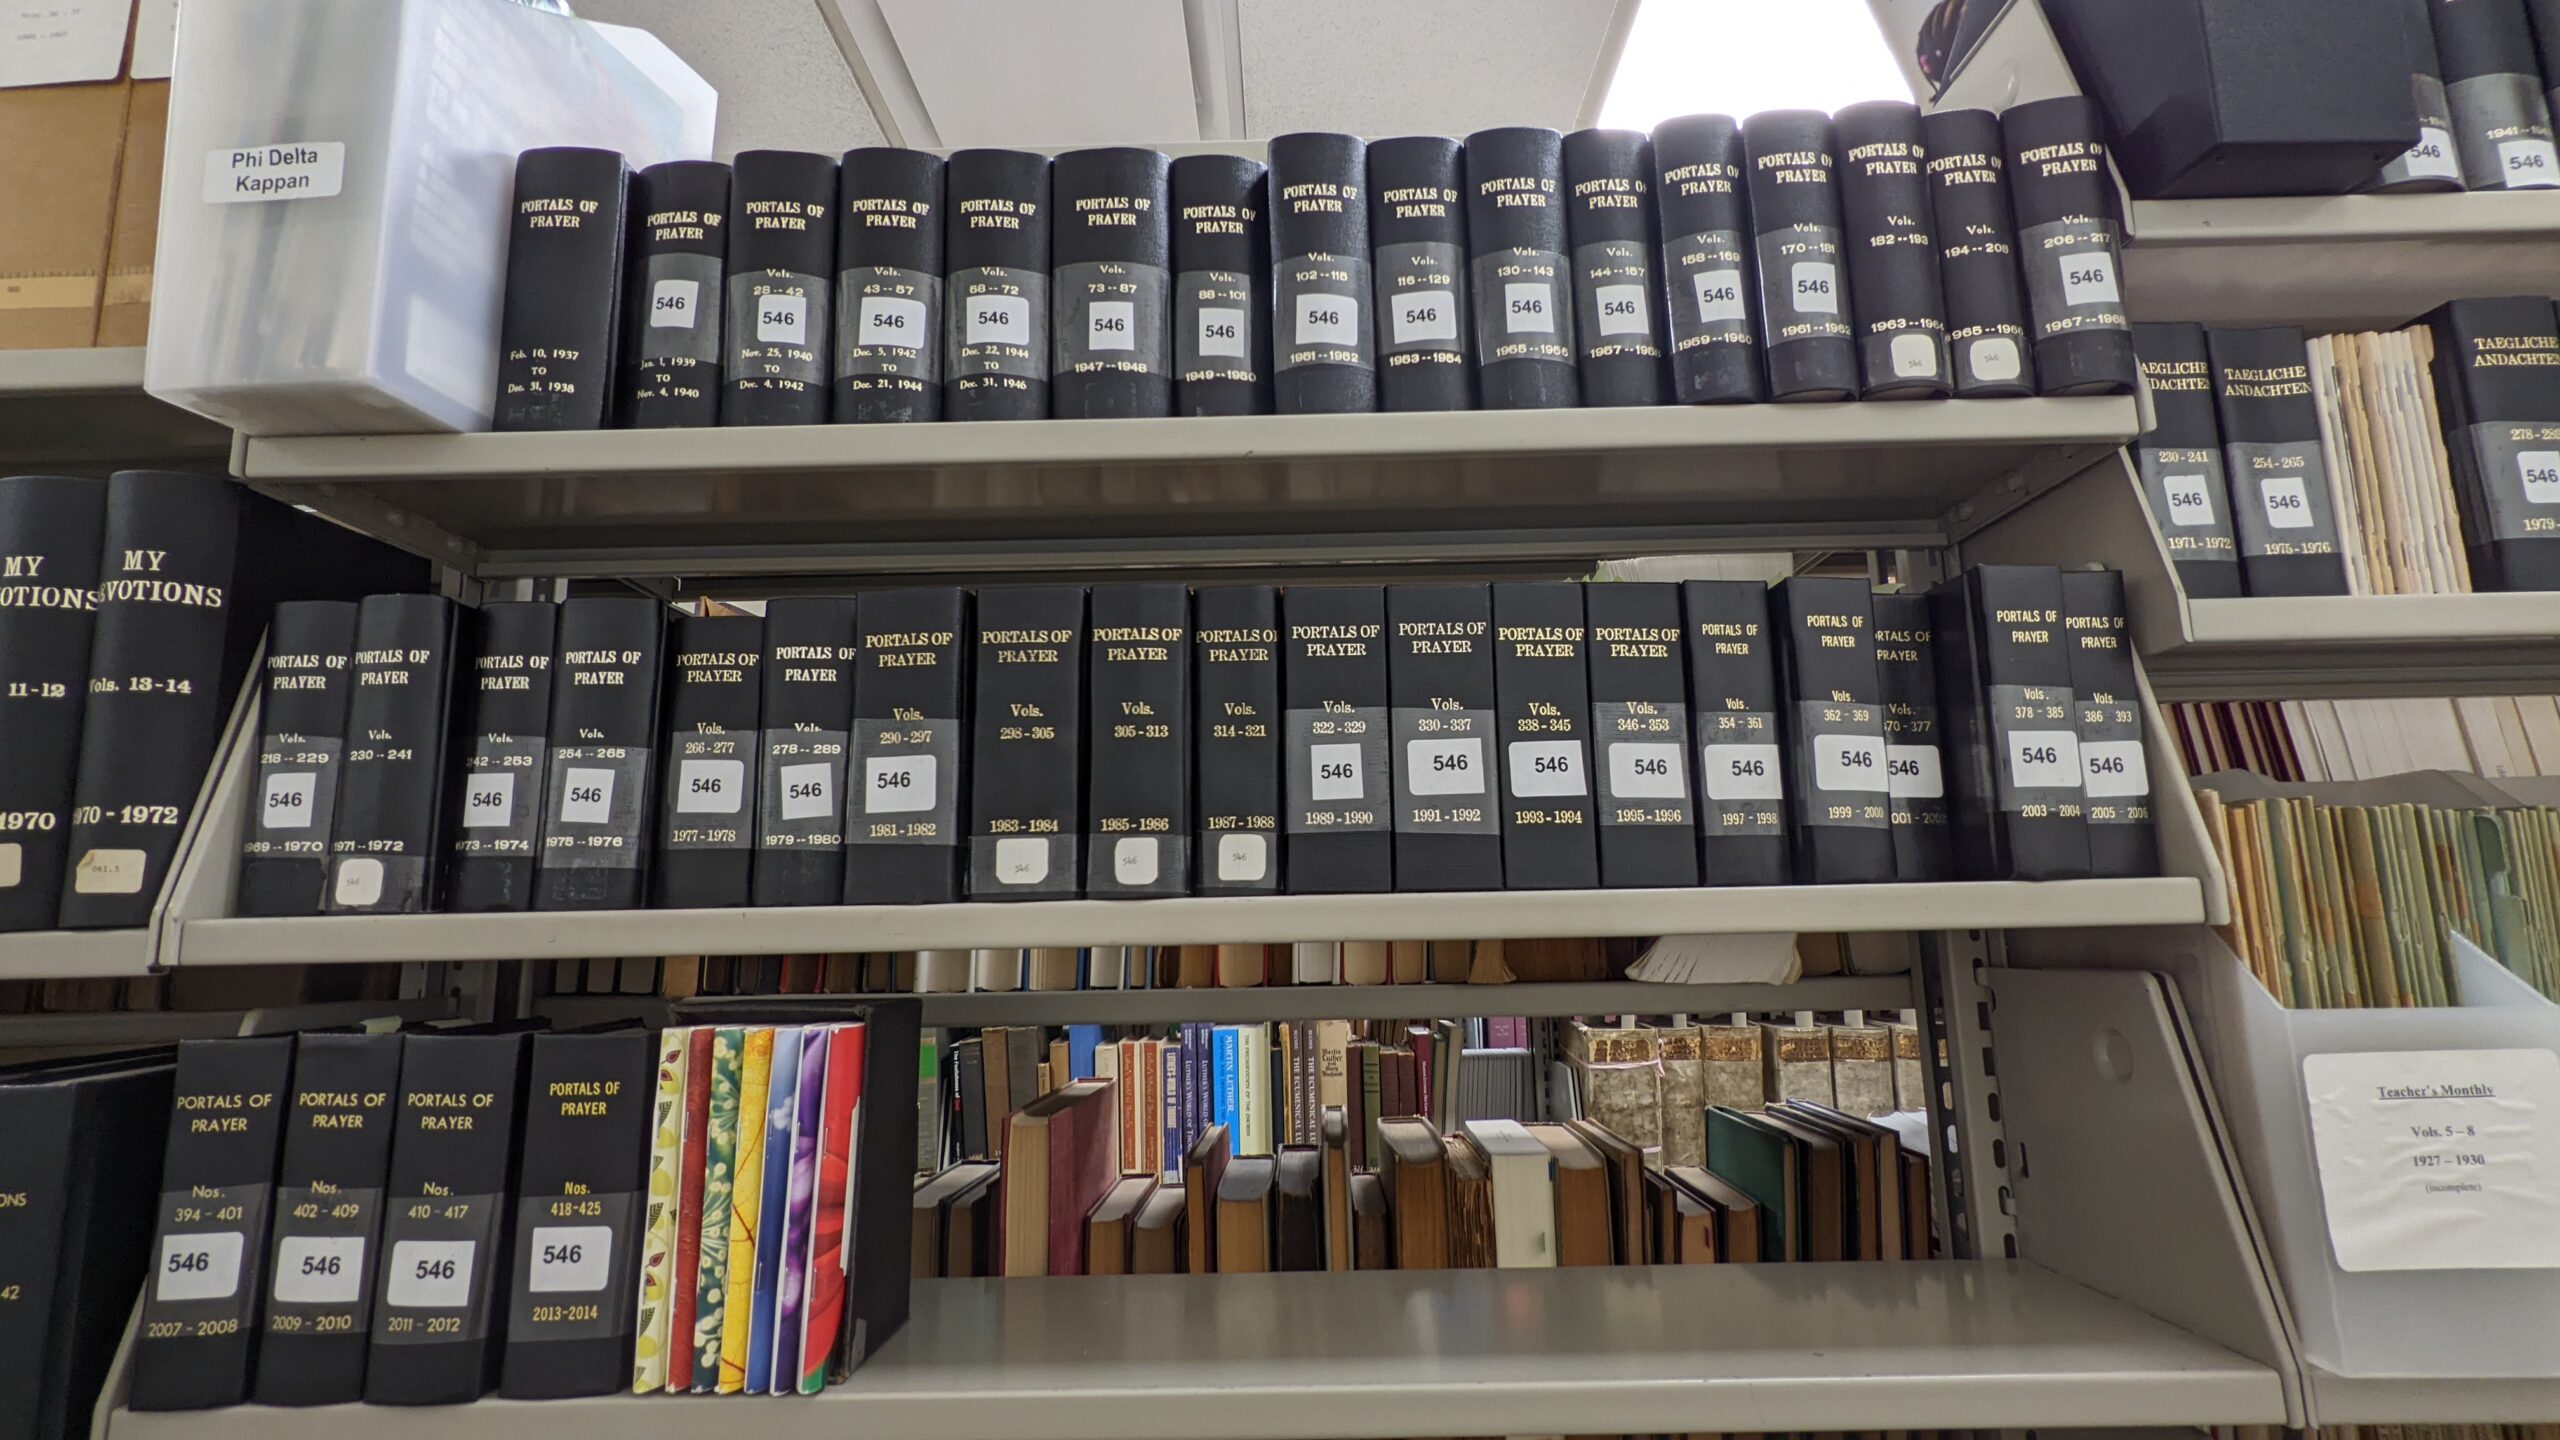 Phi Delta
Kappan
PORTALS OF
PRAYER
Feb. 10, 1937
TO
Dec. 31, 1938
PORTALS OF
PRAYER
546
Jan. 1, 1939
TO
Nov. 4, 1940
PORTALS OF
PRAYER
Vols.
28--42
546
Nov. 25, 1940
TO
Dec. 4, 1942
PORTALS OF
PRAYER
Vols.
43--57
546
Dec. 5, 1942
TO
Dec. 21, 1944
PORTALS OF
PRAYER
Vols.
58--72
546
Dec. 22, 1944
TO
Dec. 31, 1946
PORTALS OF
PRAYER
Vols.
73--87
546
1947--1948
PORTALS OF
PRAYER
Vols.
88--101
546
1949--1950
PORTALS OF
PRAYER
Vols.
102--115
546
1951--1952
PORTALS OF
PRAYER
Vols.
116--129
546
1953--1954
PORTALS OF
PRAYER
Vols.
130--143
546
1955--1956
PORTALS OF
PRAYER
Vols.
144--157
546
1957--1958
PORTALS OF
PRAYER
Vols.
158--169
546
1959--1960
PORTALS OF
PRAYER
Vols.
170--181
546
1961--1962
PORTALS OF
PRAYER
Vols.
182--193
1963--1964
546
PORTALS OF
PRAYER
Vols.
194--205
1965--1966
546
PORTALS OF
PRAYER
Vols.
206--217
546
1967--1968
546
546
TAEGLICHE
ANDACHTEN
230-241
546
1971-1972
TAEGLICHE
ANDACHTEN
254-265
546
1975-1976
TAEGLICHE
ANDACHTEN
546
MY
11-12
1970
MY
Vols. 13-14
1970-1972
061.5
PORTALS OF
PRAYER
Vols.
218--229
546
1969--1970
PORTALS OF
PRAYER
Vols.
230--241
1971--1972
546
PORTALS OF
PRAYER
Vols.
242--253
546
1973--1974
PORTALS OF
PRAYER
Vols.
254--265
546
1975--1976
PORTALS OF
PRAYER
Vols.
266-277
546
1977-1978
PORTALS OF
PRAYER
Vols.
278--289
546
1979--1980
PORTALS OF
PRAYER
Vols.
290-297
546
1981-1982
PORTALS OF
PRAYER
Vols.
298-305
1983-1984
546
PORTALS OF
PRAYER
Vols.
305-313
1985-1986
546
PORTALS OF
PRAYER
Vols.
314-321
1987-1988
546
PORTALS OF
PRAYER
Vols.
322-329
546
1989-1990
PORTALS OF
PRAYER
Vols.
330-337
546
1991-1992
PORTALS OF
PRAYER
Vols.
338-345
546
1993-1994
PORTALS OF
PRAYER
Vols.
346-353
546
1995-1996
PORTALS OF
PRAYER
Vols.
354-361
546
1997-1998
PORTALS OF
PRAYER
Vols.
362-369
546
1999-2000
PORTALS OF
PRAYER
Vols.
370-377
546
PORTALS OF
PRAYER
Vols.
378-385
546
2003-2004
PORTALS OF
PRAYER
Vols.
386 393
546
2005-2006
PORTALS OF
PRAYER
Nos.
394-401
546
2007-2008
PORTALS OF
PRAYER
Nos.
402-409
546
2009-2010
PORTALS OF
PRAYER
Nos.
410-417
546
2011-2012
PORTALS OF
PRAYER
Nos.
418-425
546
2013-2014
MARTIN LUTHER
Teacher's Monthly
Vols. 5-8
1927-1930
(incomplete)